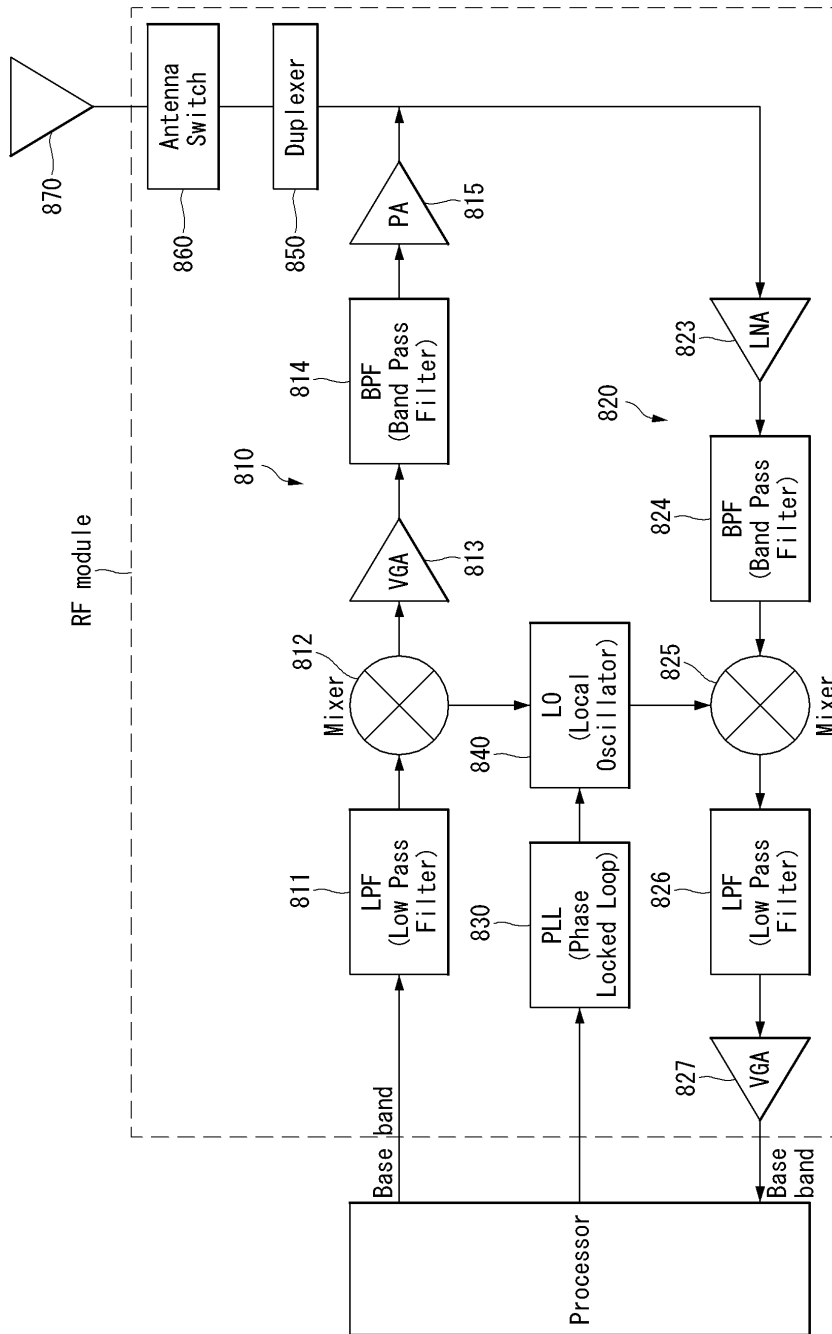 RF module
870
Antenna
Switch
860
Duplexer
850
810
Processor
Base band
LPF
(Low Pass
Filter)
811
Mixer
812
VGA
813
BPF
(Band Pass
Filter)
814
PA
815
PLL
(Phase
Locked Loop)
830
LO
(Local
Oscillator)
840
820
LNA
823
BPF
(Band Pass
Filter)
824
Mixer
825
LPF
(Low Pass
Filter)
826
VGA
827
Base
band